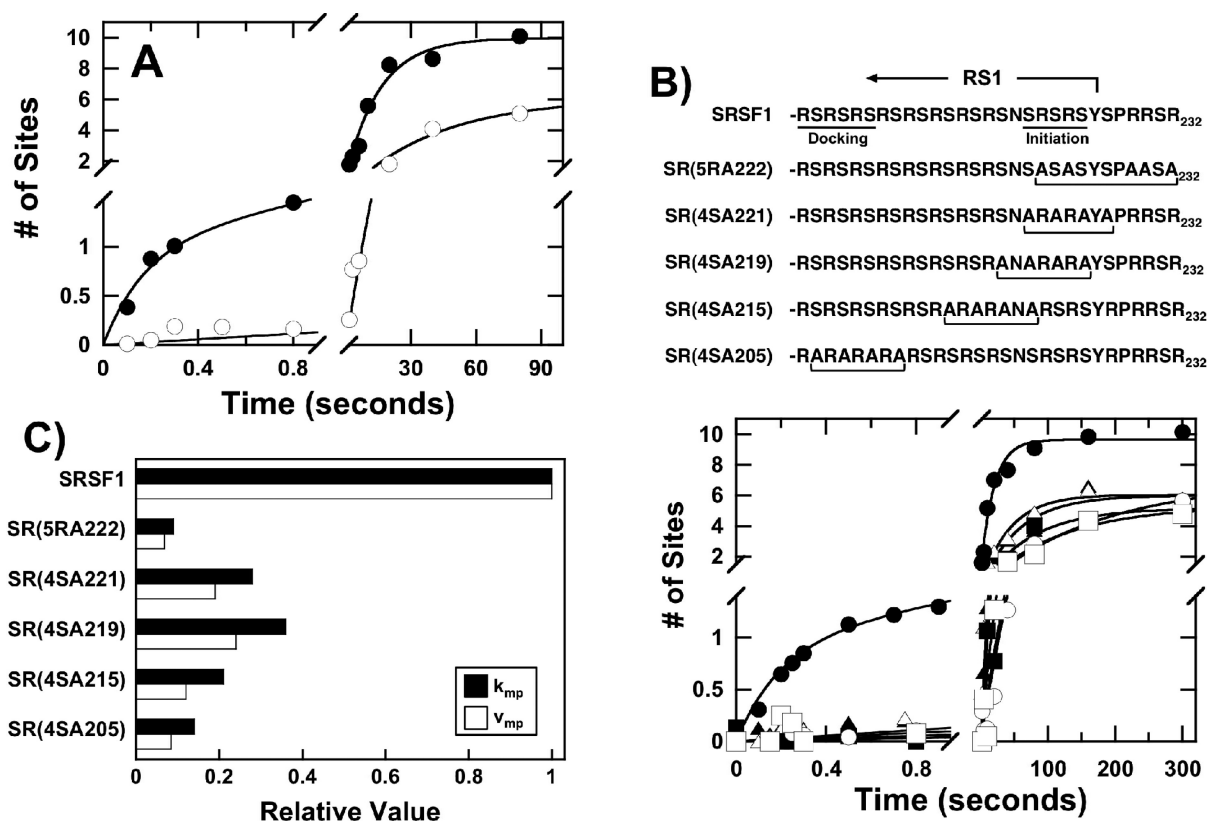 A
# of Sites
10
8
6
4
2
1
0.5
0
0
0.4
0.8
30
60
90
Time (seconds)
B)
RS1
SRSF1 -RSRSRSRSRSRSRSRSNSRSRSYSPRRSR232
Docking
Initiation
SR(5RA222) -RSRSRSRSRSRSRSRSNSASASYSPAASA232
SR(4SA221) -RSRSRSRSRSRSRSRSNARARAYAPRRSR232
SR(4SA219) -RSRSRSRSRSRSRSRANARARAYSPRRSR232
SR(4SA215) -RSRSRSRSRSRARARANARSRSYRPRRSR232
SR(4SA205) -RARARARARSRSRSRSNSRSRSYRPRRSR232
# of Sites
10
8
6
4
2
1
0.5
0
0
0.4
0.8
100
200
300
Time (seconds)
C)
SRSF1
SR(5RA222)
SR(4SA221)
SR(4SA219)
SR(4SA215)
SR(4SA205)
kmp
vmp
0
0.2
0.4
0.6
0.8
1
Relative Value